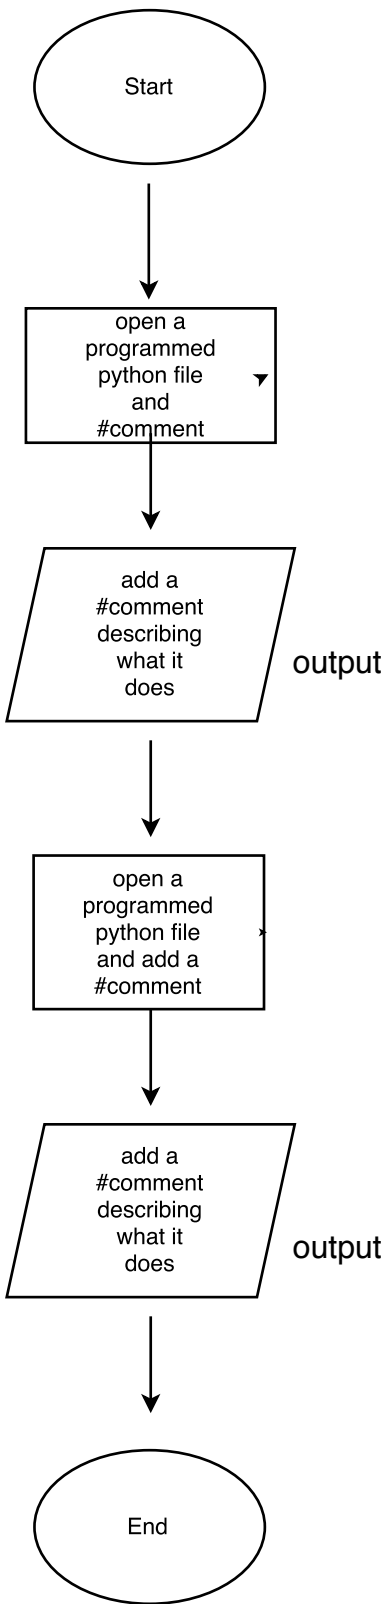 Start
open a
programmed
python file
and
#comment
add a
#comment
describing
what it
does
output
open a
programmed
python file
and add a
#comment
add a
#comment
describing
what it
does
output
End